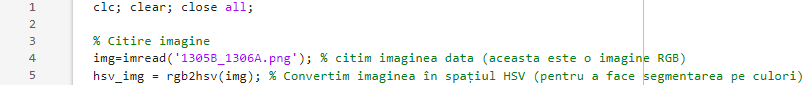 1 clc; clear; close all;
2
3 % Citire imagine
4 img=imread('1305B_1306A.png'); % citim imaginea data (aceasta este o imagine RGB)
5 hsv_img = rgb2hsv(img); % Convertim imaginea în spațiul HSV (pentru a face segmentarea pe culori)